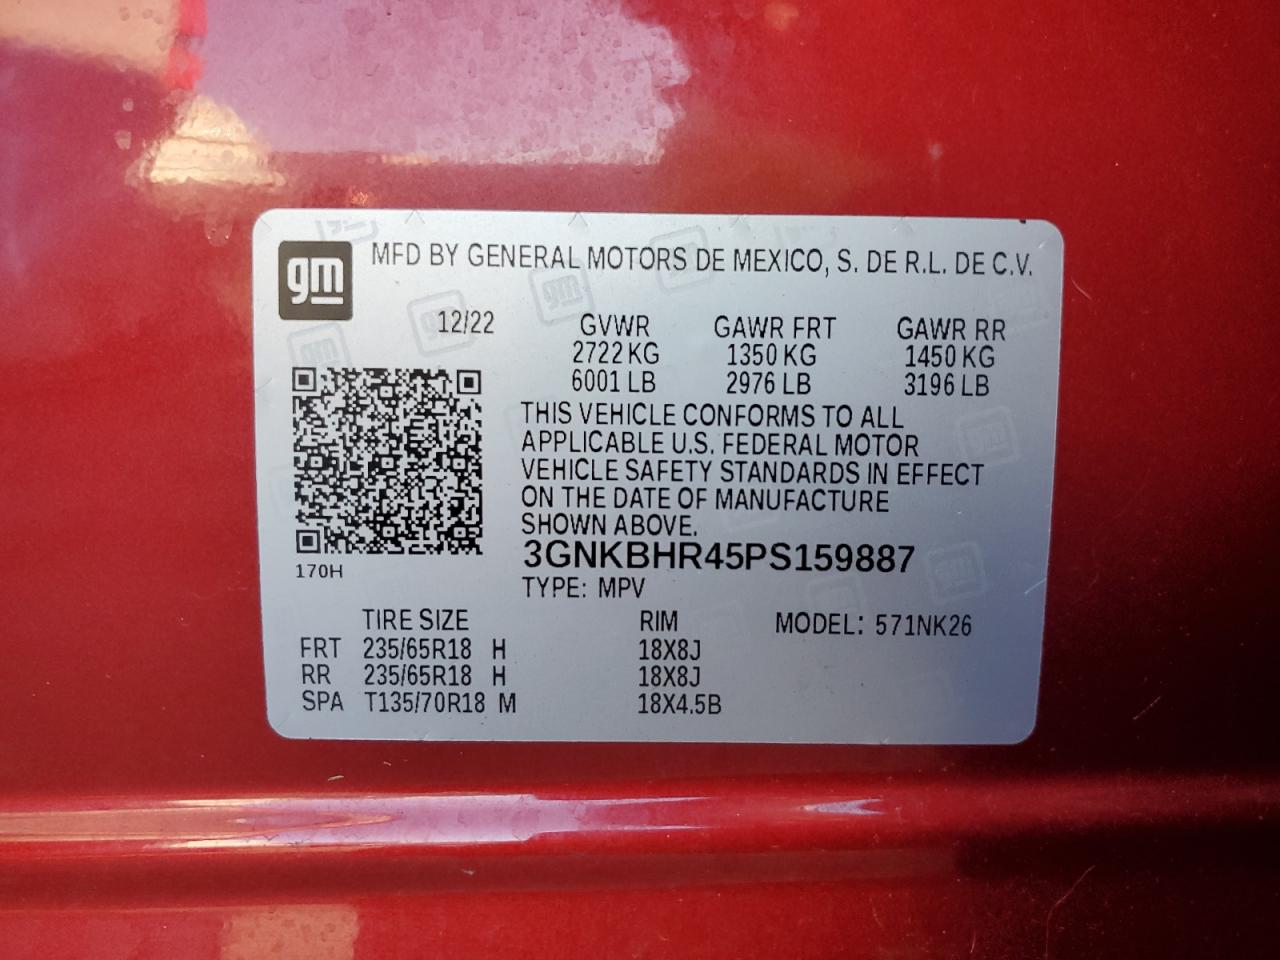 gm
MFD BY GENERAL MOTORS DE MEXICO, S. DE R.L. DE C.V.
12/22 GVWR GAWR FRT GAWR RR
2722 KG 1350 KG 1450 KG
6001 LB 2976 LB 3196 LB
THIS VEHICLE CONFORMS TO ALL
APPLICABLE U.S. FEDERAL MOTOR
VEHICLE SAFETY STANDARDS IN EFFECT
ON THE DATE OF MANUFACTURE
SHOWN ABOVE.
3GNKBHR45PS159887
170H
TYPE: MPV
TIRE SIZE RIM MODEL: 571NK26
FRT 235/65R18 H 18X8J
RR 235/65R18 H 18X8J
SPA T135/70R18 M 18X4.5B